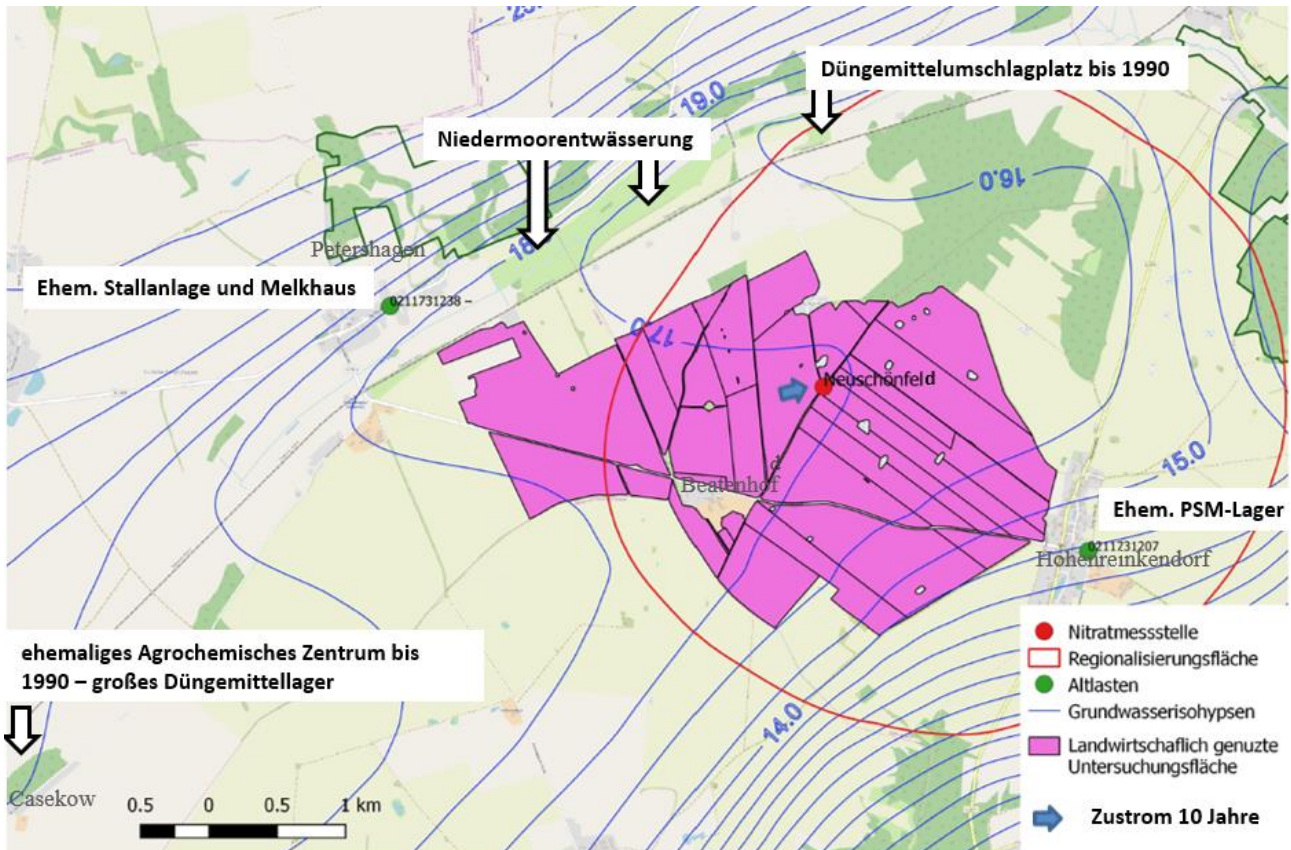 Düngemittelumschlagplatz bis 1990
19.0
Niedermoorentwässerung
16.0
Petershagen
Ehem. Stallanlage und Melkhaus
0211731238 –
17.0
Neuschönfeld
15.0
d
Beatenhof
Ehem. PSM-Lager
0211231207
Hohenreinkendorf
ehemaliges Agrochemisches Zentrum bis
1990 – großes Düngemittellager
14.0
Casekow
0.5 0 0.5 1 km
Nitratmessstelle
Regionalisierungsfläche
Altlasten
Grundwasserisohypsen
Landwirtschaflich genuzte
Untersuchungsfläche
Zustrom 10 Jahre